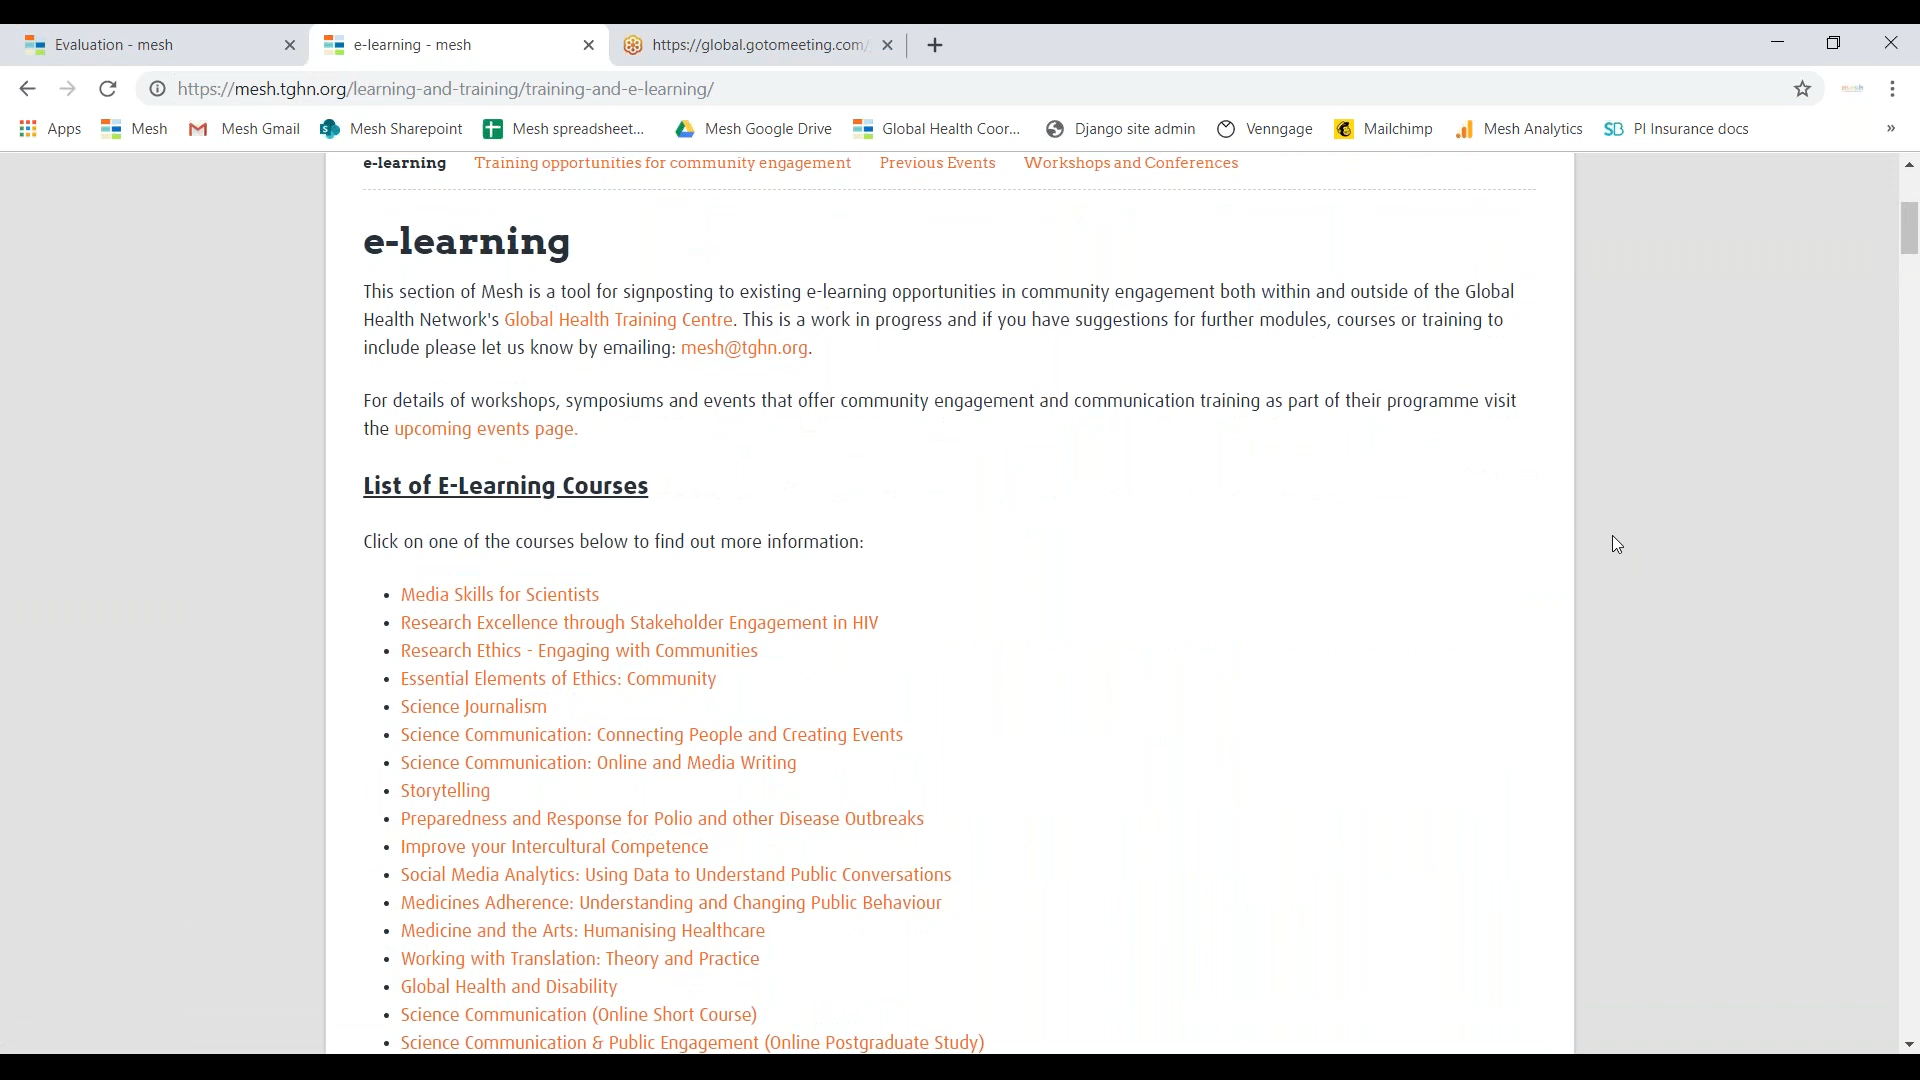 Evaluation - mesh
e-learning - mesh
https://global.gotomeeting.com/
https://mesh.tghn.org/learning-and-training/training-and-e-learning/
mesh
Apps
Mesh
Mesh Gmail
Mesh Sharepoint
Mesh spreadsheet...
Mesh Google Drive
Global Health Coor...
Django site admin
Venngage
Mailchimp
Mesh Analytics
SB PI Insurance docs
»
e-learning
Training opportunities for community engagement
Previous Events
Workshops and Conferences
e-learning
This section of Mesh is a tool for signposting to existing e-learning opportunities in community engagement both within and outside of the Global
Health Network's Global Health Training Centre. This is a work in progress and if you have suggestions for further modules, courses or training to
include please let us know by emailing: mesh@tghn.org.
For details of workshops, symposiums and events that offer community engagement and communication training as part of their programme visit
the upcoming events page.
List of E-Learning Courses
Click on one of the courses below to find out more information:
• Media Skills for Scientists
• Research Excellence through Stakeholder Engagement in HIV
• Research Ethics - Engaging with Communities
• Essential Elements of Ethics: Community
• Science Journalism
• Science Communication: Connecting People and Creating Events
• Science Communication: Online and Media Writing
• Storytelling
• Preparedness and Response for Polio and other Disease Outbreaks
• Improve your Intercultural Competence
• Social Media Analytics: Using Data to Understand Public Conversations
• Medicines Adherence: Understanding and Changing Public Behaviour
• Medicine and the Arts: Humanising Healthcare
• Working with Translation: Theory and Practice
• Global Health and Disability
• Science Communication (Online Short Course)
• Science Communication & Public Engagement (Online Postgraduate Study)